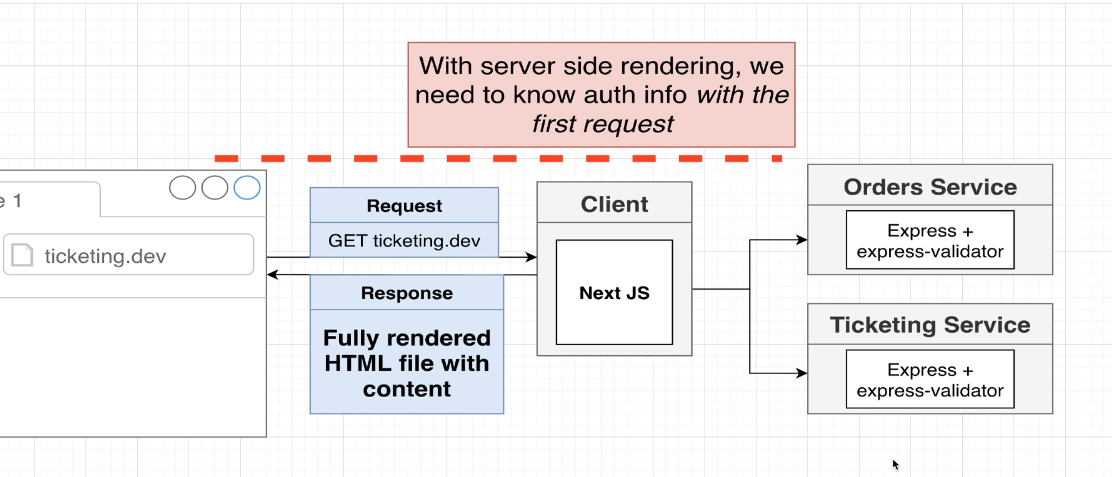 With server side rendering, we
need to know auth info with the
first request
e 1
ticketing.dev
Request
GET ticketing.dev
Response
Fully rendered
HTML file with
content
Client
Next JS
Orders Service
Express +
express-validator
Ticketing Service
Express +
express-validator